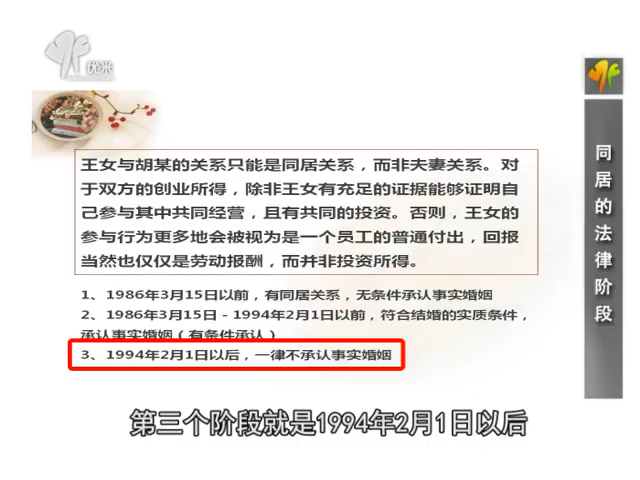 优米
王女与胡某的关系只能是同居关系，而非夫妻关系。对
于双方的创业所得，除非王女有充足的证据能够证明自
己参与其中共同经营，且有共同的投资。否则，王女的
参与行为更多地会被视为是一个员工的普通付出，回报
当然也仅仅是劳动报酬，而并非投资所得。
1、1986年3月15日以前，有同居关系，无条件承认事实婚姻
2、1986年3月15日－1994年2月1日以前，符合结婚的实质条件，
承认事实婚姻（有条件承认）
3、1994年2月1日以后，一律不承认事实婚姻
同居的法律阶段
第三个阶段就是1994年2月1日以后